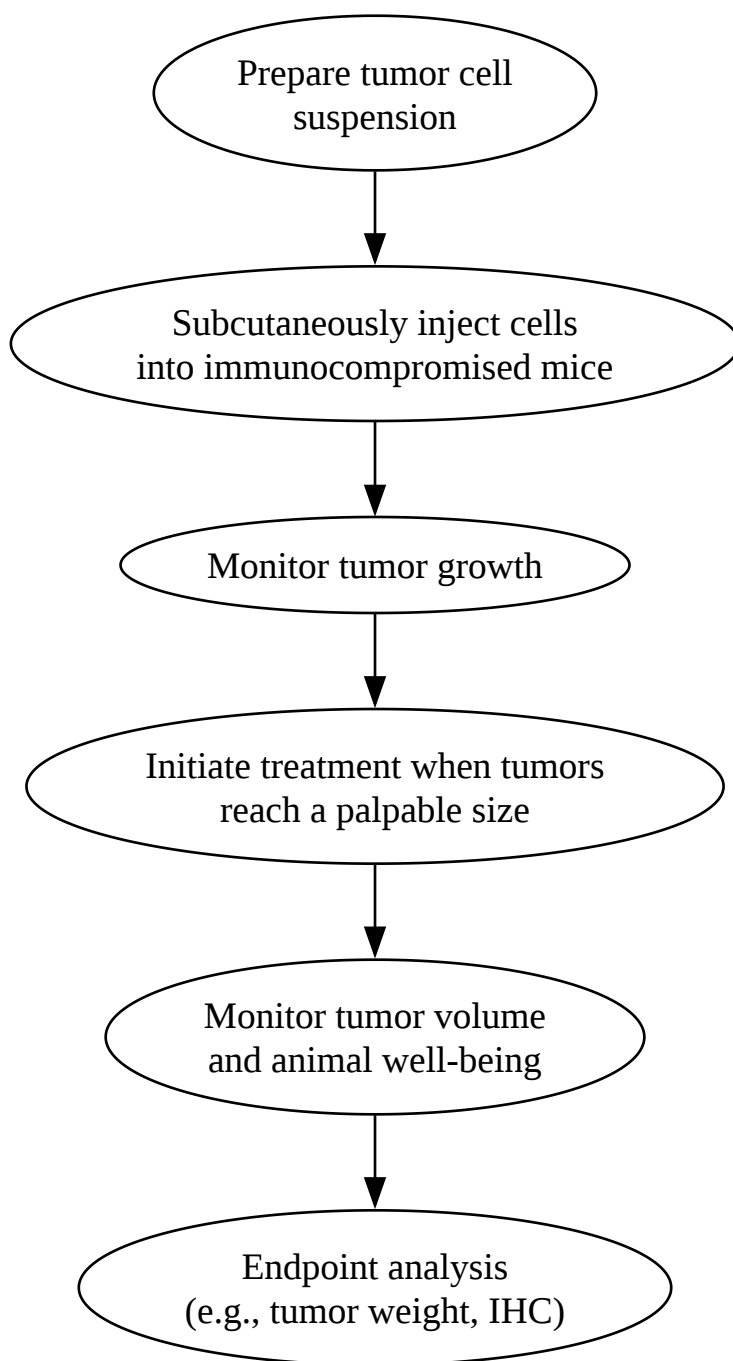 Prepare tumor cell
suspension
Subcutaneously inject cells
into immunocompromised mice
Monitor tumor growth
Initiate treatment when tumors
reach a palpable size
Monitor tumor volume
and animal well-being
Endpoint analysis
(e.g., tumor weight, IHC)